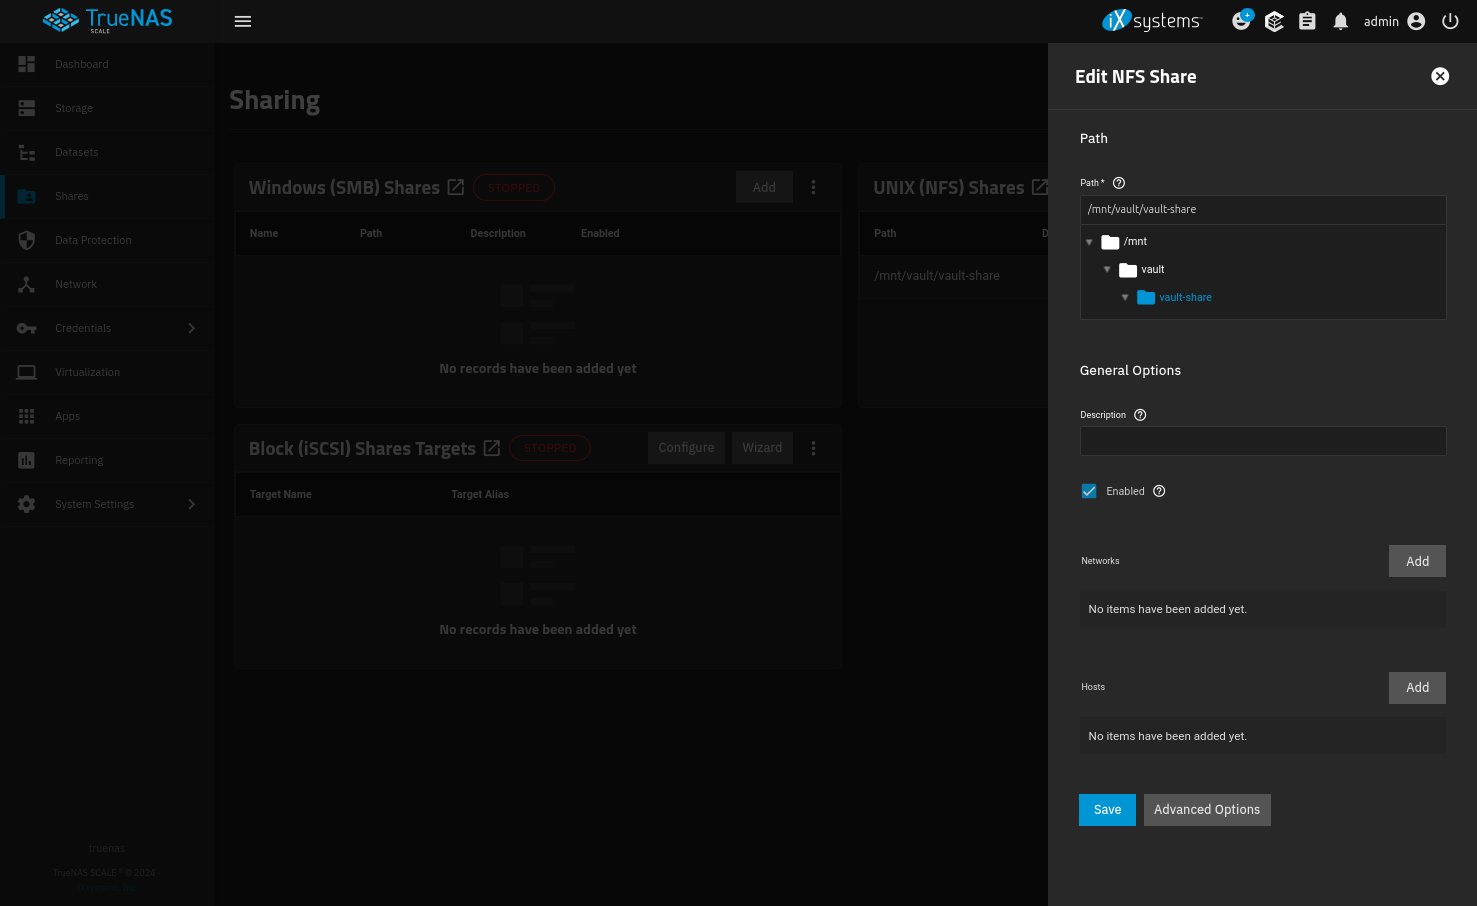 TrueNAS
SCALE
iXsystems
+
admin
Dashboard
Storage
Datasets
Shares
Data Protection
Network
Credentials
Virtualization
Apps
Reporting
System Settings
truenas
TrueNAS SCALE ® © 2024 -
iXsystems, Inc
Sharing
Windows (SMB) Shares STOPPED Add
Name Path Description Enabled
No records have been added yet
UNIX (NFS) Shares
Path D
/mnt/vault/vault-share
Block (iSCSI) Shares Targets STOPPED Configure Wizard
Target Name Target Alias
No records have been added yet
Edit NFS Share
Path
Path *
/mnt/vault/vault-share
/mnt
vault
vault-share
General Options
Description
Enabled
Networks Add
No items have been added yet.
Hosts Add
No items have been added yet.
Save Advanced Options